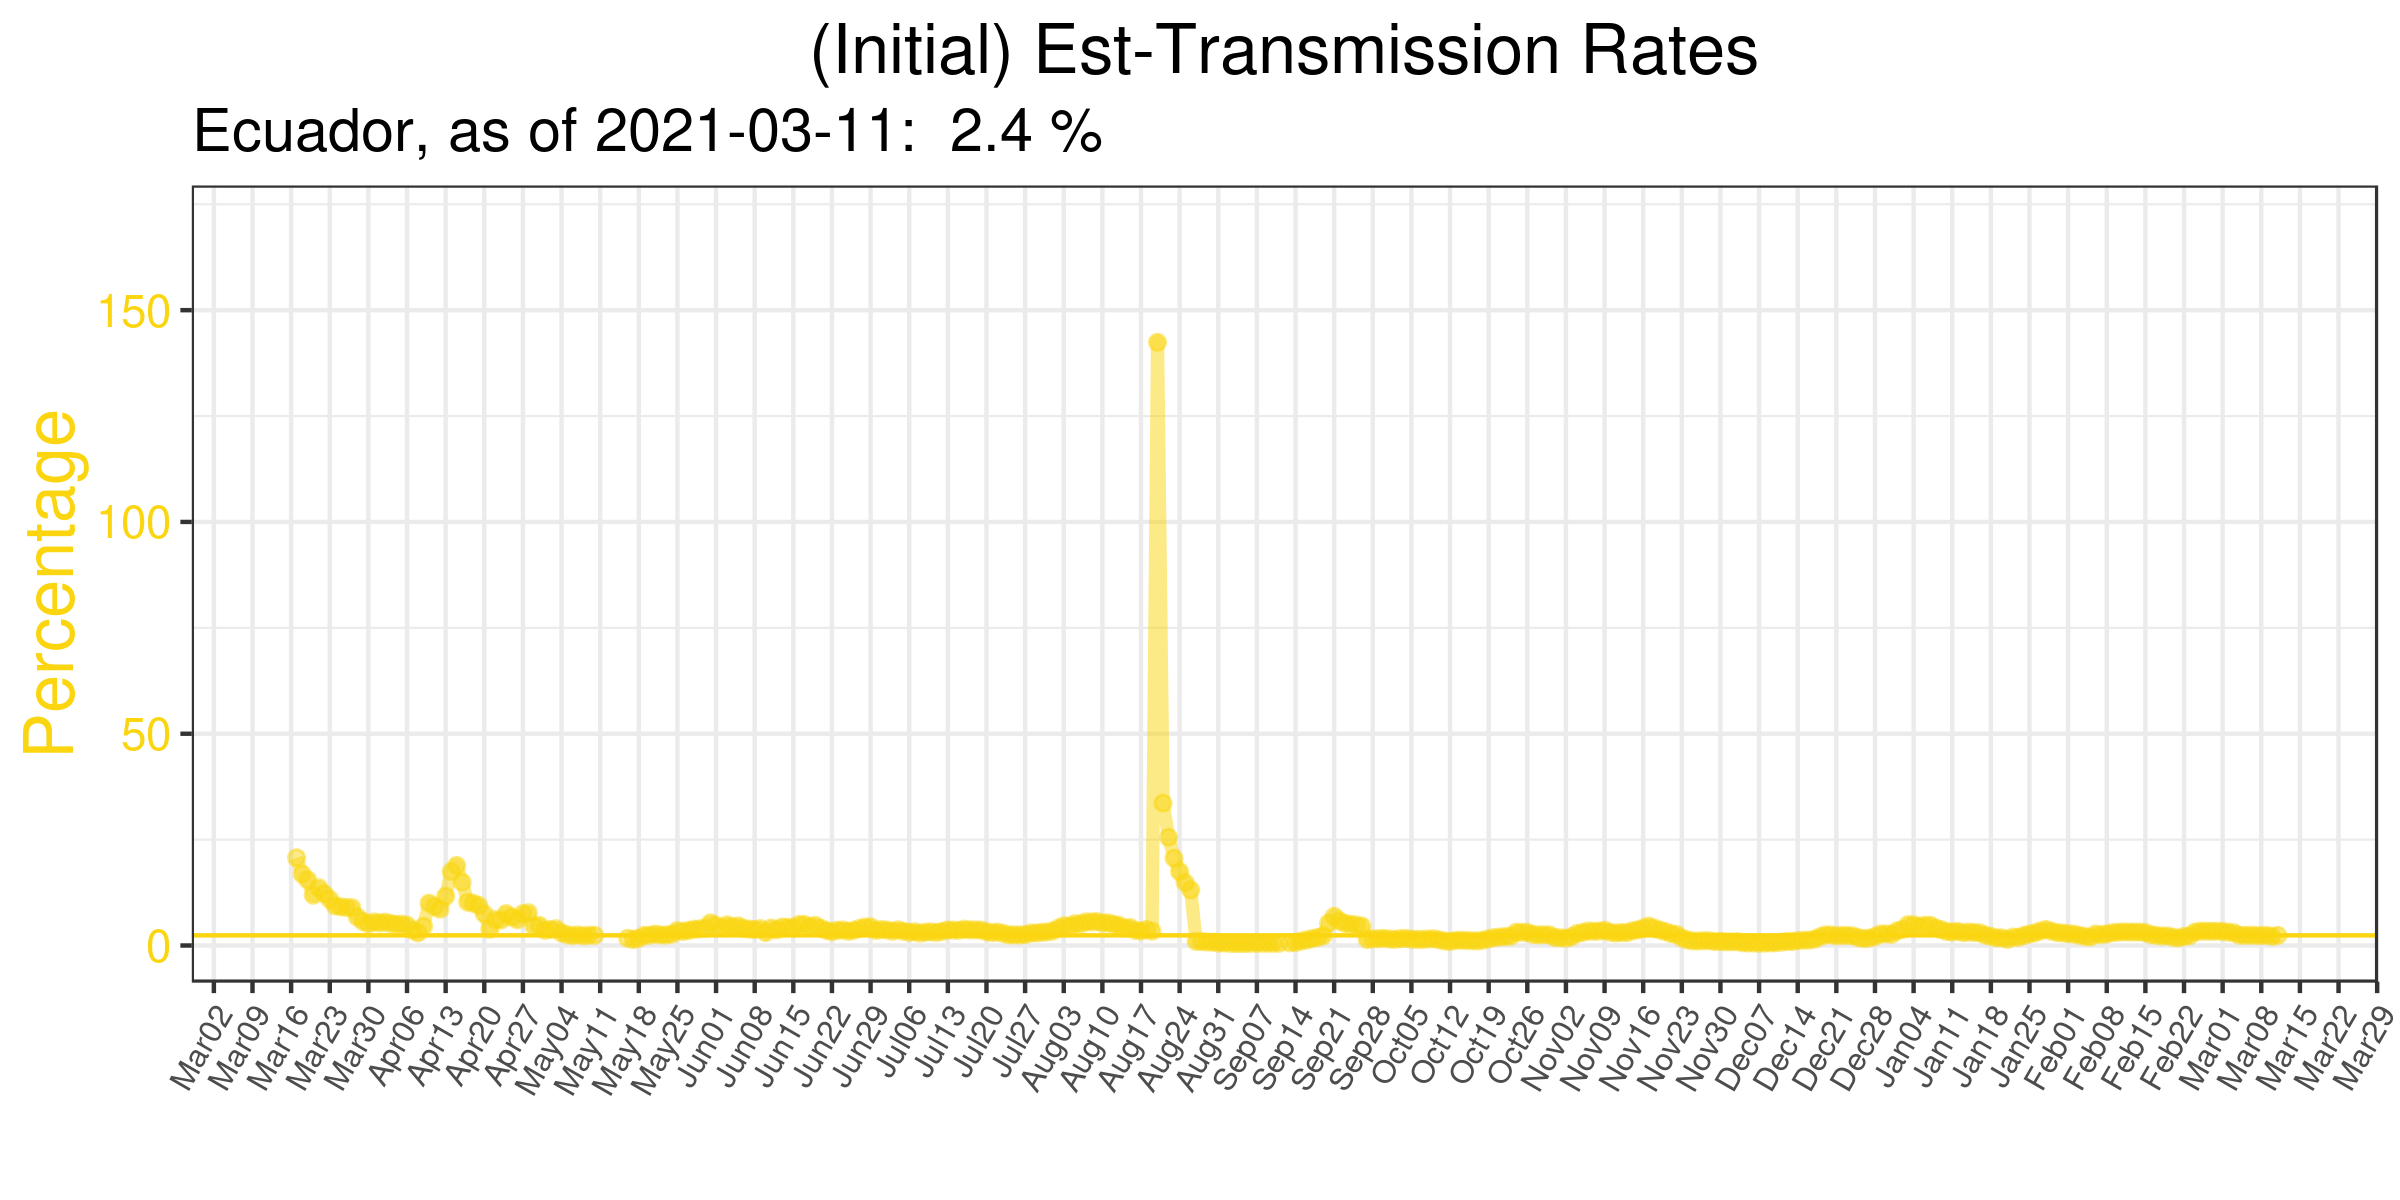 (Initial) Est-Transmission Rates
Ecuador, as of 2021-03-11:  2.4 %
Percentage
150
100
50
0
Mar02
Mar09
Mar16
Mar23
Mar30
Apr06
Apr13
Apr20
Apr27
May04
May11
May18
May25
Jun01
Jun08
Jun15
Jun22
Jun29
Jul06
Jul13
Jul20
Jul27
Aug03
Aug10
Aug17
Aug24
Aug31
Sep07
Sep14
Sep21
Sep28
Oct05
Oct12
Oct19
Oct26
Nov02
Nov09
Nov16
Nov23
Nov30
Dec07
Dec14
Dec21
Dec28
Jan04
Jan11
Jan18
Jan25
Feb01
Feb08
Feb15
Feb22
Mar01
Mar08
Mar15
Mar22
Mar29